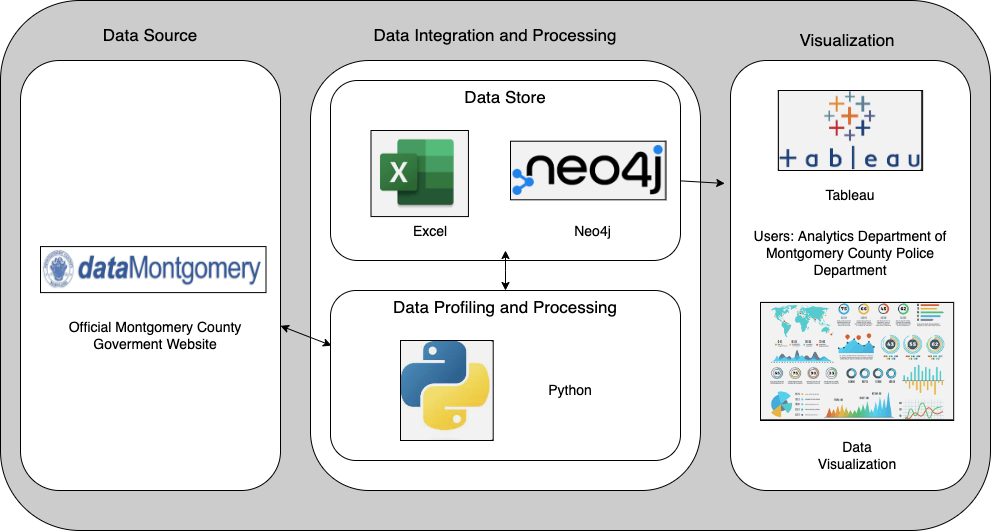 Data Source
dataMontgomery
Official Montgomery County
Goverment Website
Data Integration and Processing
Data Store
X
Excel
neo4j
Neo4j
Data Profiling and Processing
Python
Visualization
+ableau
Tableau
Users: Analytics Department of
Montgomery County Police
Department
Data
Visualization